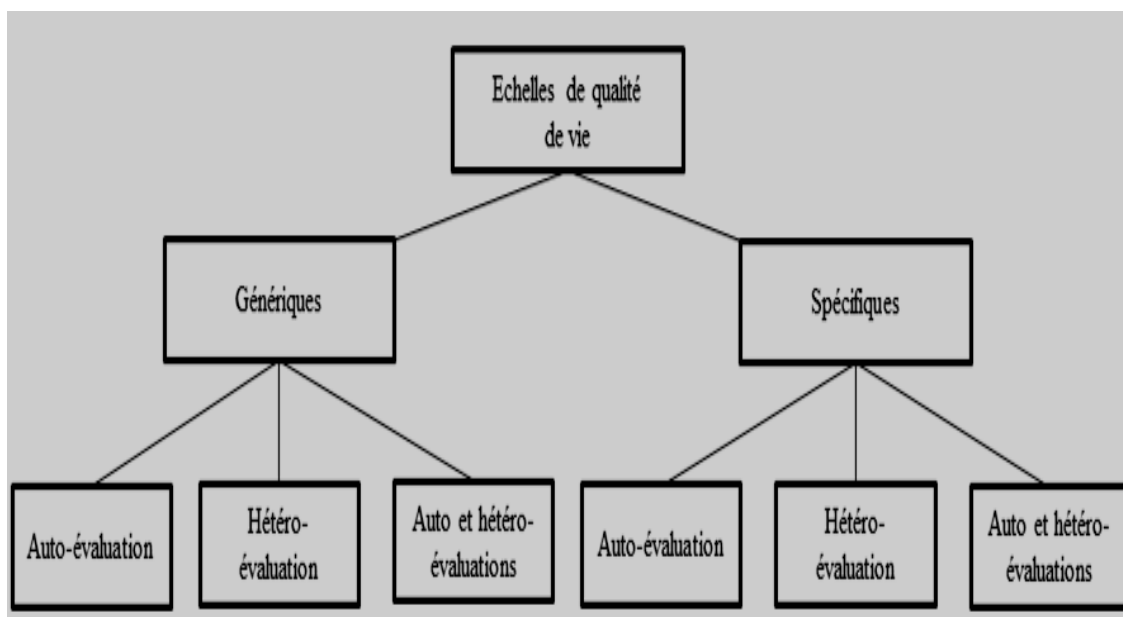 Echelles de qualité
de vie
Génériques
Spécifiques
Auto-évaluation
Hétéro-
évaluation
Auto et hétéro-
évaluations
Auto-évaluation
Hétéro-
évaluation
Auto et hétéro-
évaluations